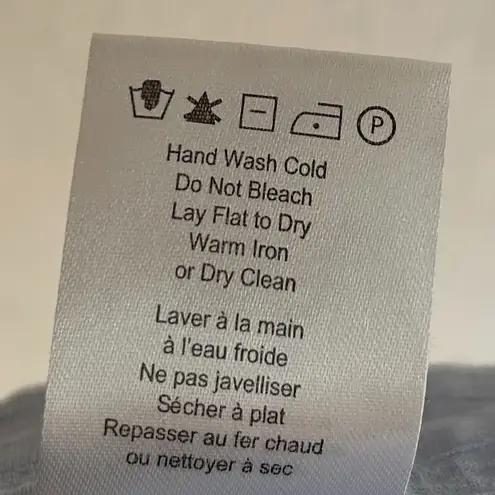 P
Hand Wash Cold
Do Not Bleach
Lay Flat to Dry
Warm Iron
or Dry Clean
Laver à la main
à l'eau froide
Ne pas javelliser
Sécher à plat
Repasser au fer chaud
ou nettoyer à sec